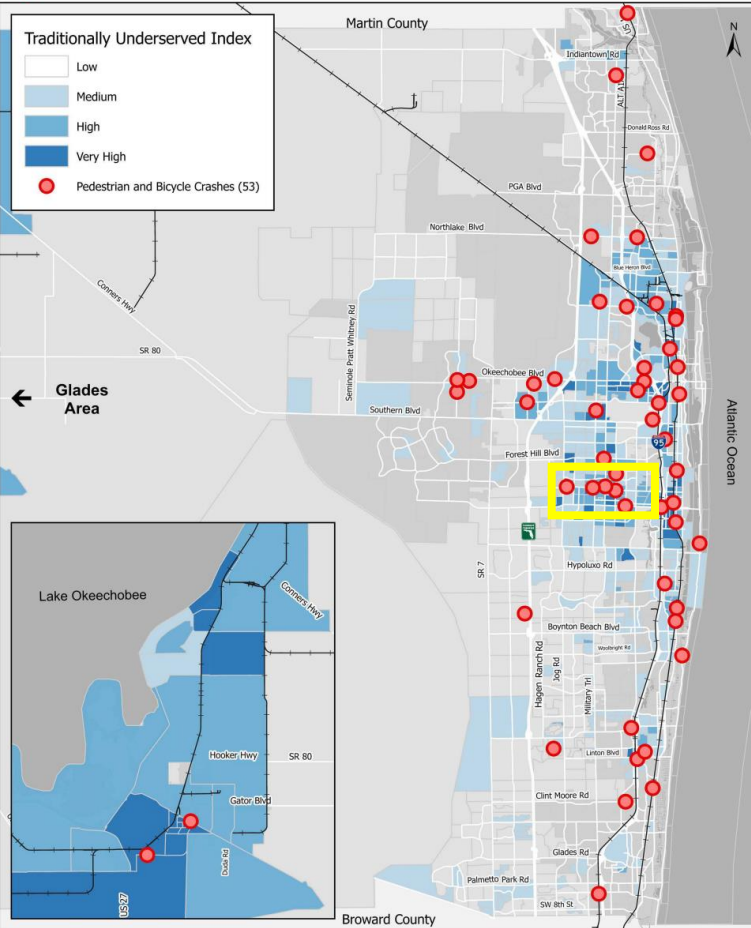 Martin County
N
Traditionally Underserved Index
Low
Medium
High
Very High
Pedestrian and Bicycle Crashes (53)
US
Indiantown Rd
ALT A1A
Donald Ross Rd
PGA Blvd
Northlake Blvd
Blue Heron Blvd
Conners Hwy
SR 80
Seminole Pratt Whitney Rd
Okeechobee Blvd
Glades
Area
Southern Blvd
Atlantic Ocean
95
Forest Hill Blvd
SR 7
Hypoluxo Rd
Lake Okeechobee
Conners Hwy
Boynton Beach Blvd
Woolbright Rd
Hagen Ranch Rd
Jog Rd
Military Trl
Hooker Hwy
SR 80
Linton Blvd
Gator Blvd
Clint Moore Rd
Duda Rd
Glades Rd
US 27
Palmetto Park Rd
SW 8th St
Broward County